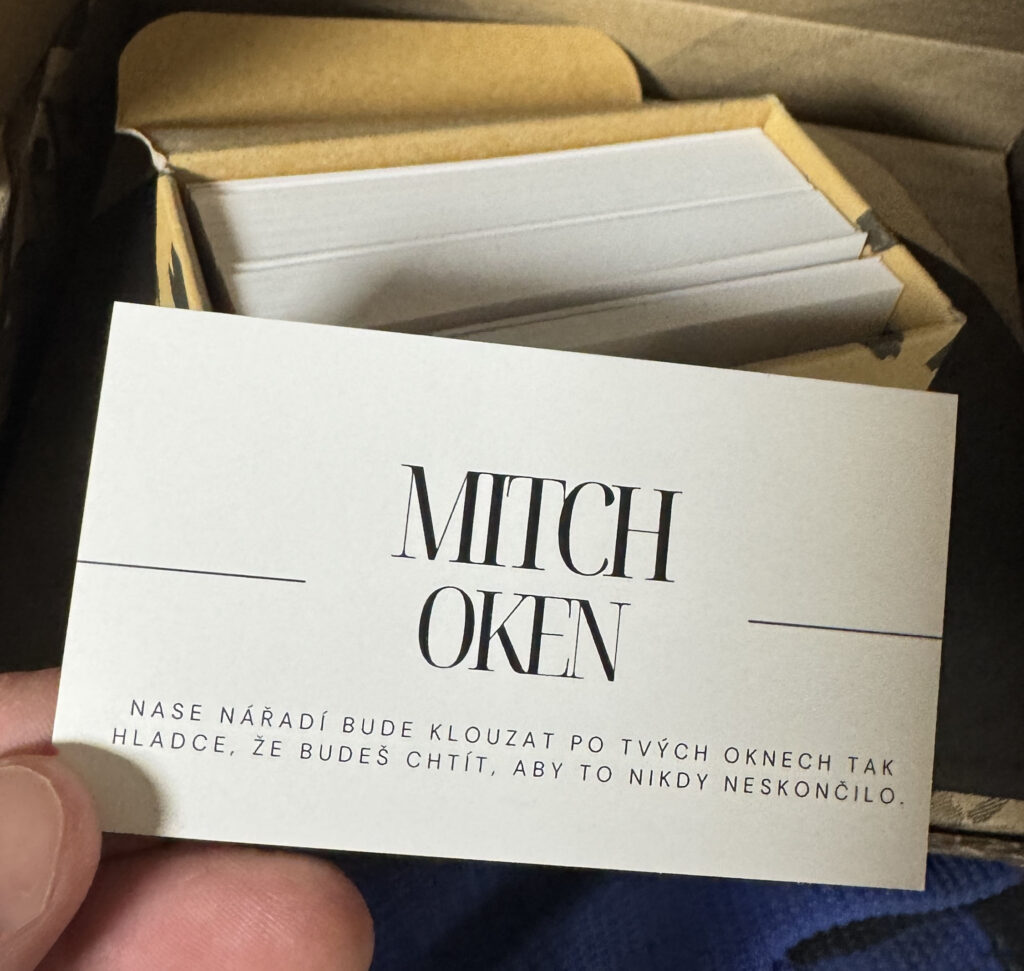 MITCH
OKEN
NASE NÁŘADÍ BUDE KLOUZAT PO TVÝCH OKNECH TAK
HLADCE, ŽE BUDEŠ CHTÍT, ABY TO NIKDY NESKONČILO.